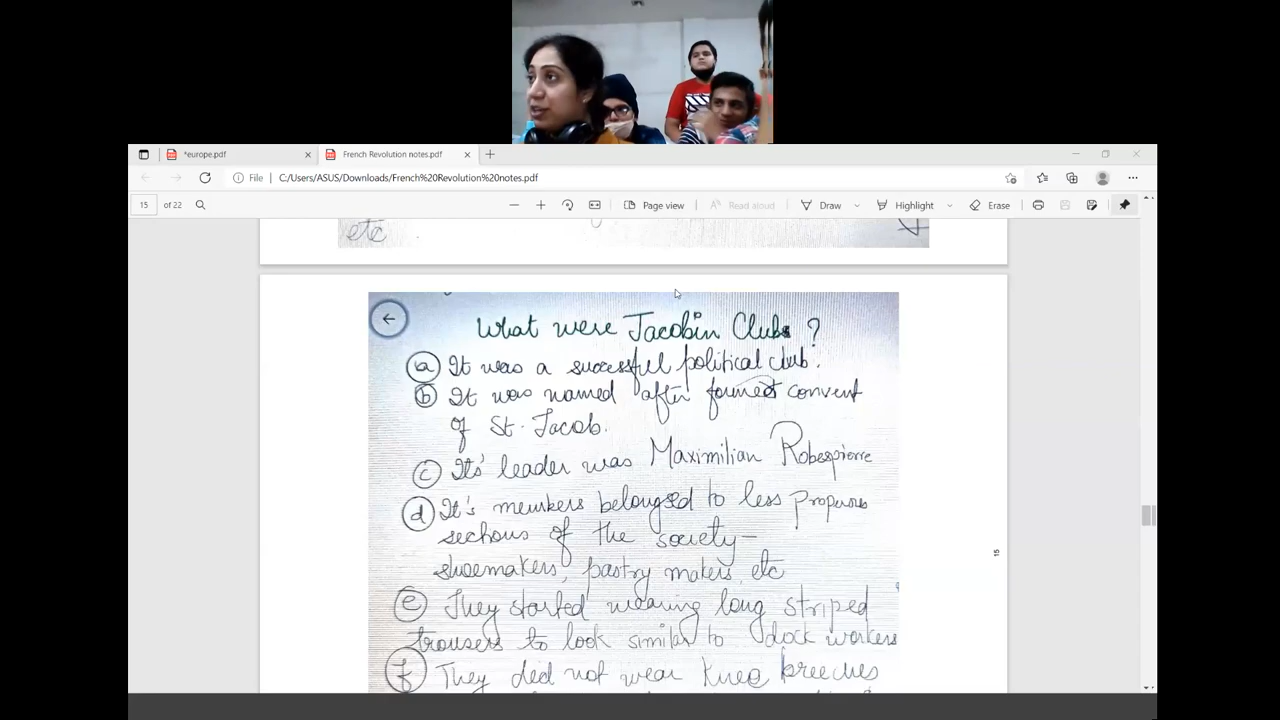 *europe.pdf
French Revolution notes.pdf
File C:/Users/ASUS/Downloads/French%20Revolution%20notes.pdf
15 of 22 Page view Read aloud Draw Highlight Erase
etc
What were Jacobin Clubs ?
(a) It was a successful political club
(b) It was named after former convent
of St. Jacob.
(c) Its leader was Maximilian Robespierre
(d) Its members belonged to less prosperous
sections of the society-
shoemakers pastry makers etc
(e) They started wearing long striped
trousers to look similar to dock workers
(f) They did not wear knee breeches
15